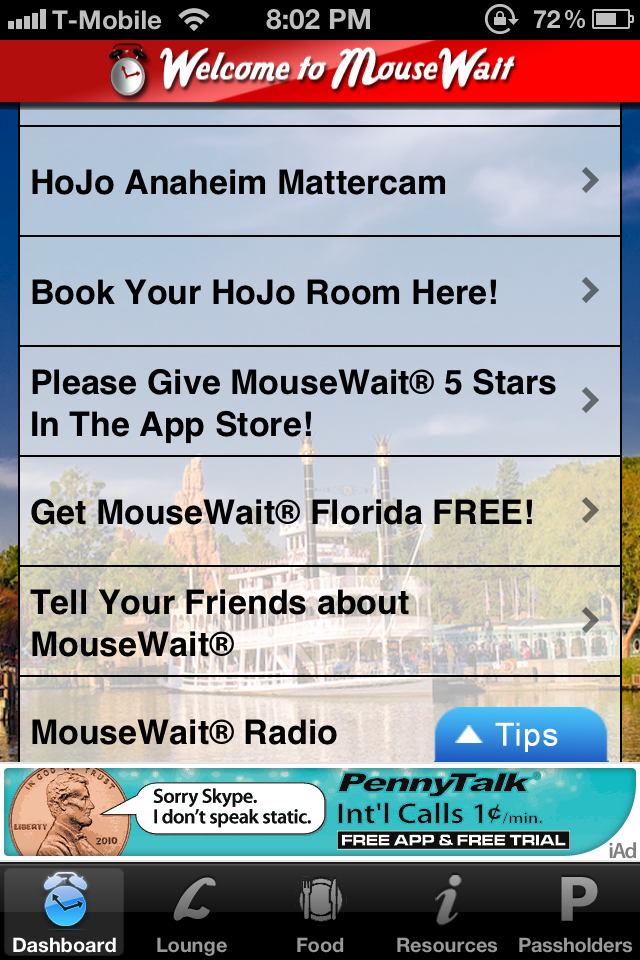 T-Mobile 8:02 PM 72%
Welcome to MouseWait
HoJo Anaheim Mattercam
Book Your HoJo Room Here!
Please Give MouseWait® 5 Stars
In The App Store!
Get MouseWait® Florida FREE!
Tell Your Friends about
MouseWait®
MouseWait® Radio
Tips
IN GOD WE TRUST
LIBERTY
2010
Sorry Skype.
I don't speak static.
PennyTalk®
Int'l Calls 1¢/min.
FREE APP & FREE TRIAL
iAd
L i P
Dashboard Lounge Food Resources Passholders